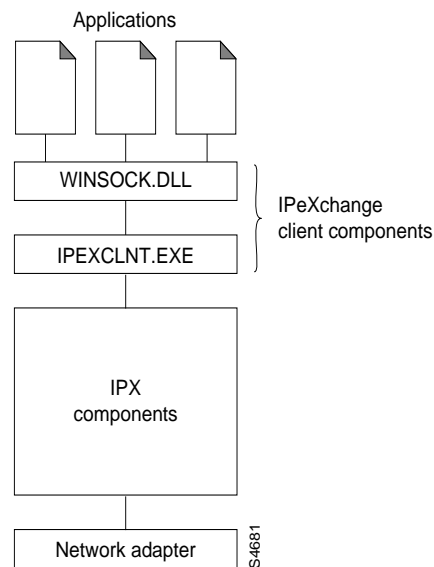 Applications
WINSOCK.DLL
IPEXCLNT.EXE
IPeXchange
client components
IPX
components
Network adapter
S4681